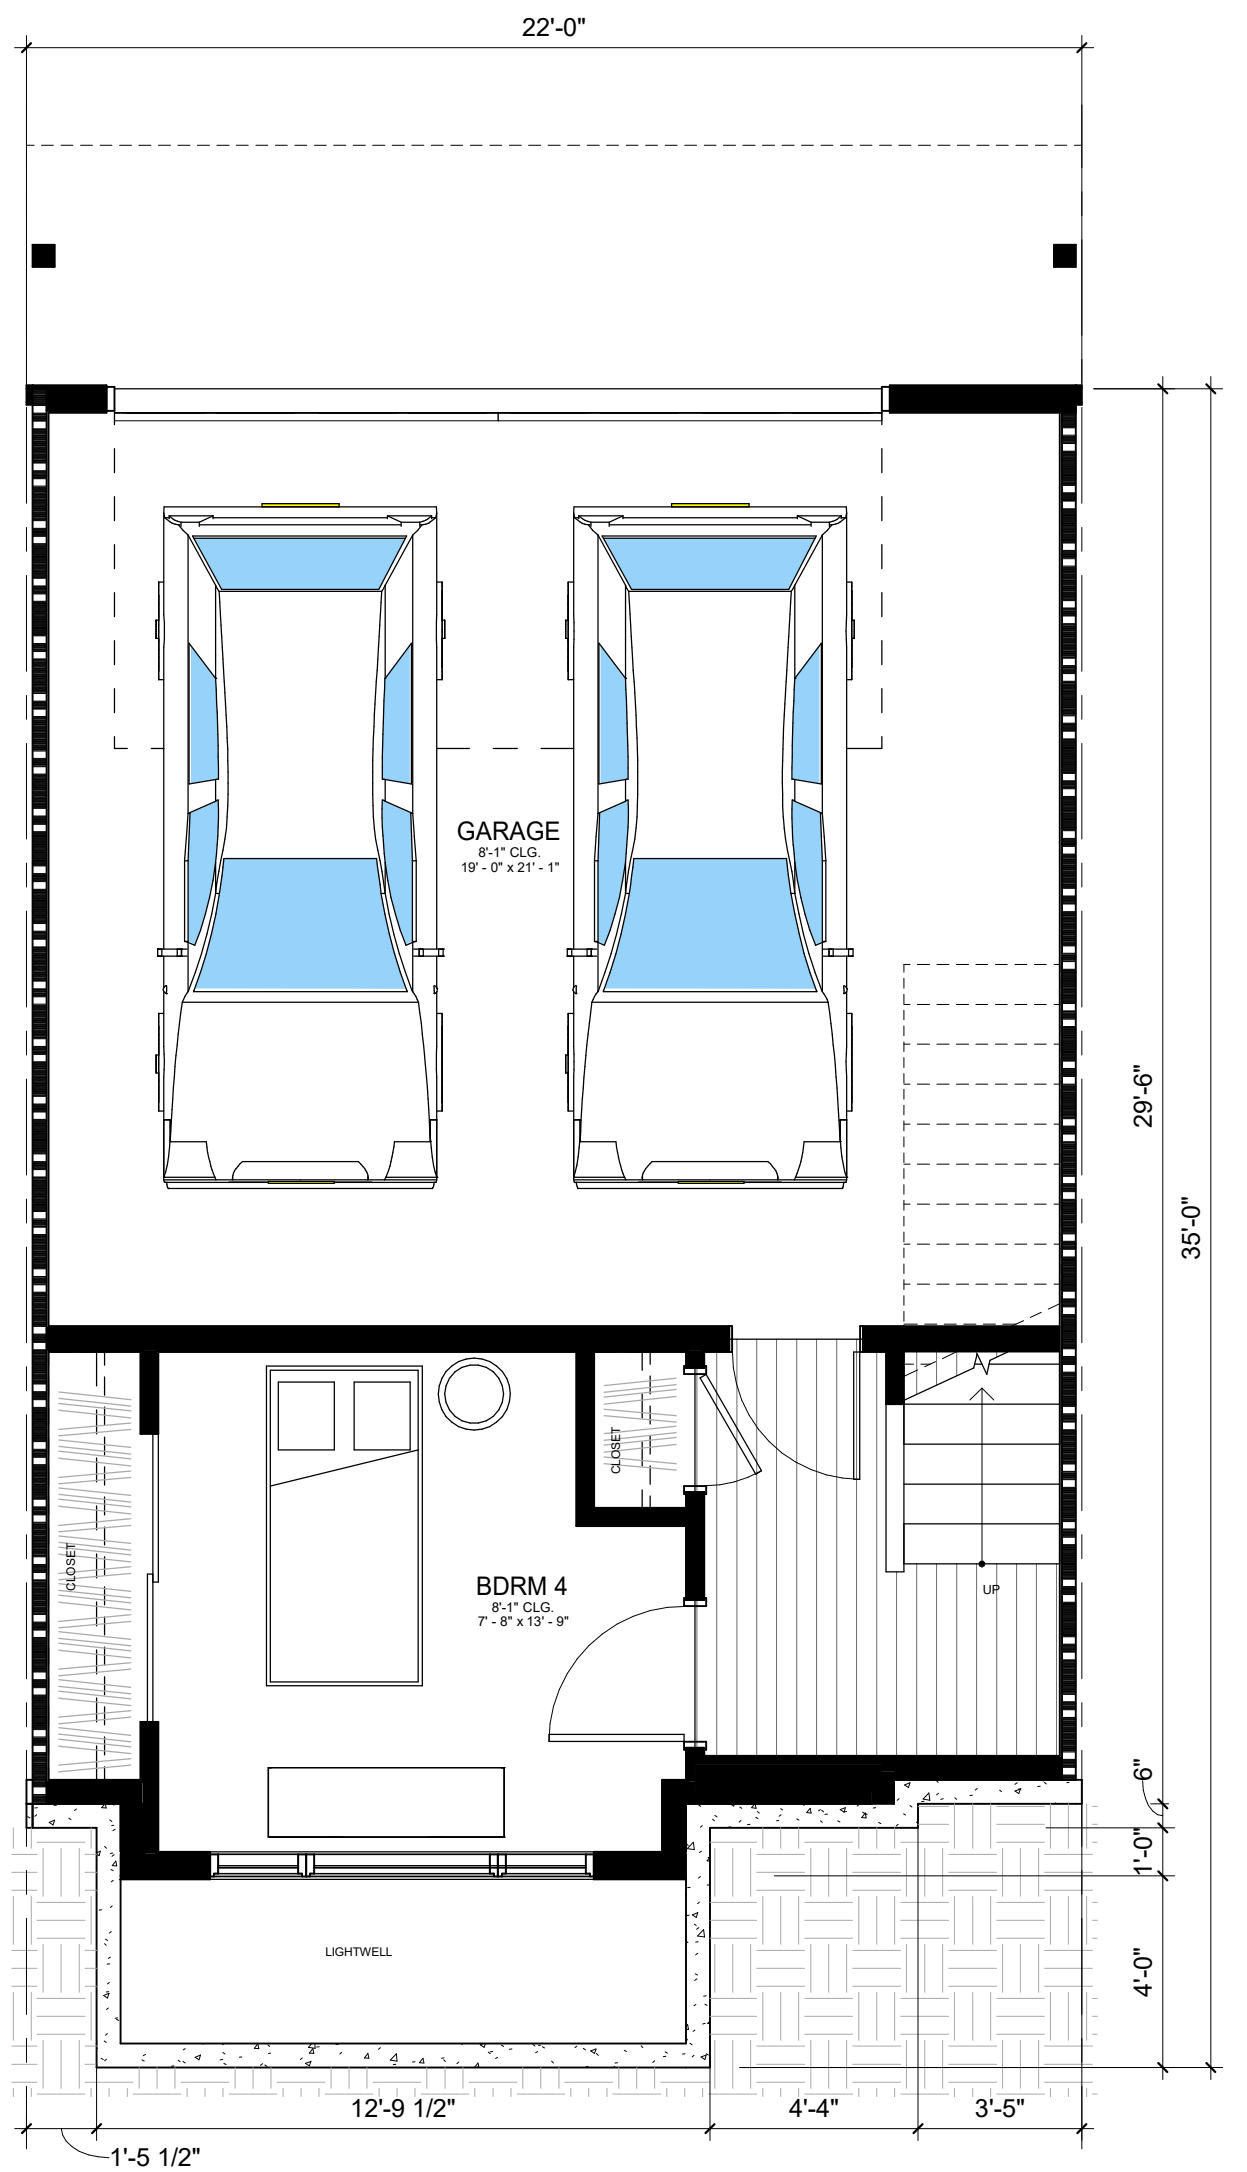 22'-0"
GARAGE
8'-1" CLG.
19' - 0" x 21' - 1"
29'-6"
35'-0"
CLOSET
CLOSET
BDRM 4
8'-1" CLG.
7' - 8" x 13' - 9"
UP
6"
1'-0"
LIGHTWELL
4'-0"
12'-9 1/2"
4'-4"
3'-5"
1'-5 1/2"